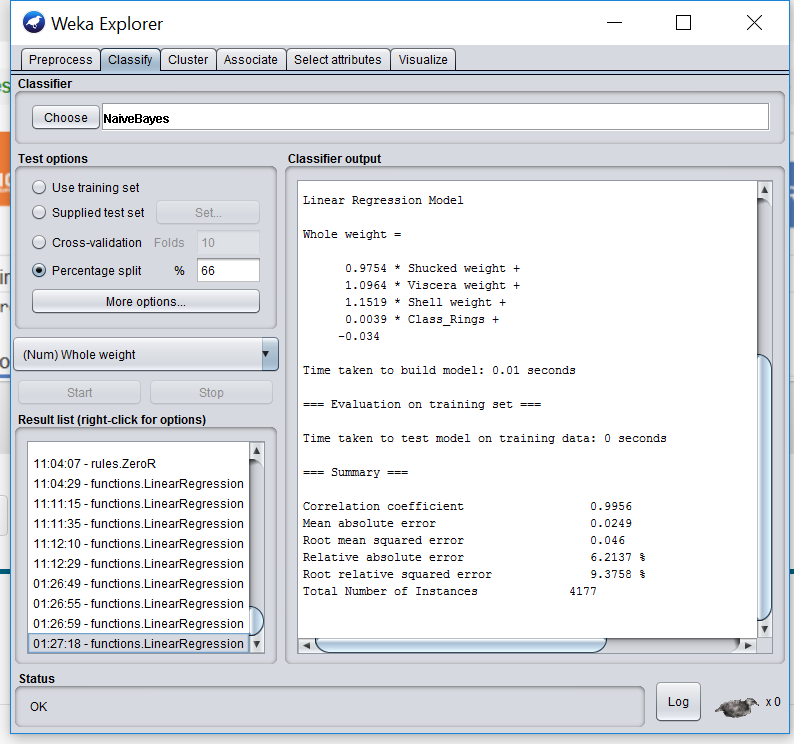 Weka Explorer
Preprocess Classify Cluster Associate Select attributes Visualize
Classifier
Choose NaiveBayes
Test options
Use training set
Supplied test set Set...
Cross-validation Folds 10
Percentage split % 66
More options...
(Num) Whole weight
Start Stop
Result list (right-click for options)
11:04:07 - rules.ZeroR
11:04:29 - functions.LinearRegression
11:11:15 - functions.LinearRegression
11:11:35 - functions.LinearRegression
11:12:10 - functions.LinearRegression
11:12:29 - functions.LinearRegression
01:26:49 - functions.LinearRegression
01:26:55 - functions.LinearRegression
01:26:59 - functions.LinearRegression
01:27:18 - functions.LinearRegression
Classifier output
Linear Regression Model
Whole weight =
0.9754 * Shucked weight +
1.0964 * Viscera weight +
1.1519 * Shell weight +
0.0039 * Class_Rings +
-0.034
Time taken to build model: 0.01 seconds
=== Evaluation on training set ===
Time taken to test model on training data: 0 seconds
=== Summary ===
Correlation coefficient 0.9956
Mean absolute error 0.0249
Root mean squared error 0.046
Relative absolute error 6.2137 %
Root relative squared error 9.3758 %
Total Number of Instances 4177
Status
OK
Log x 0